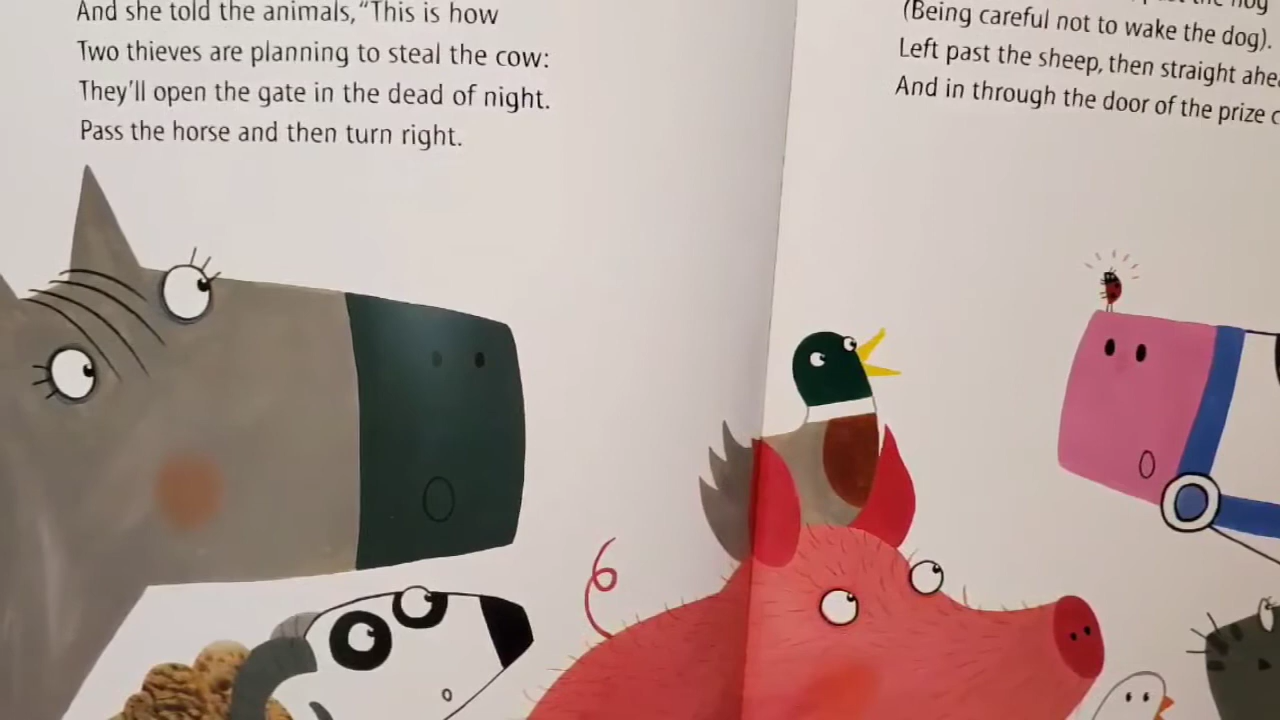 And she told the animals, "This is how
Two thieves are planning to steal the cow:
They'll open the gate in the dead of night.
Pass the horse and then turn right.
(Being careful not to wake the dog).
Left past the sheep, then straight
And in through the door of the prize